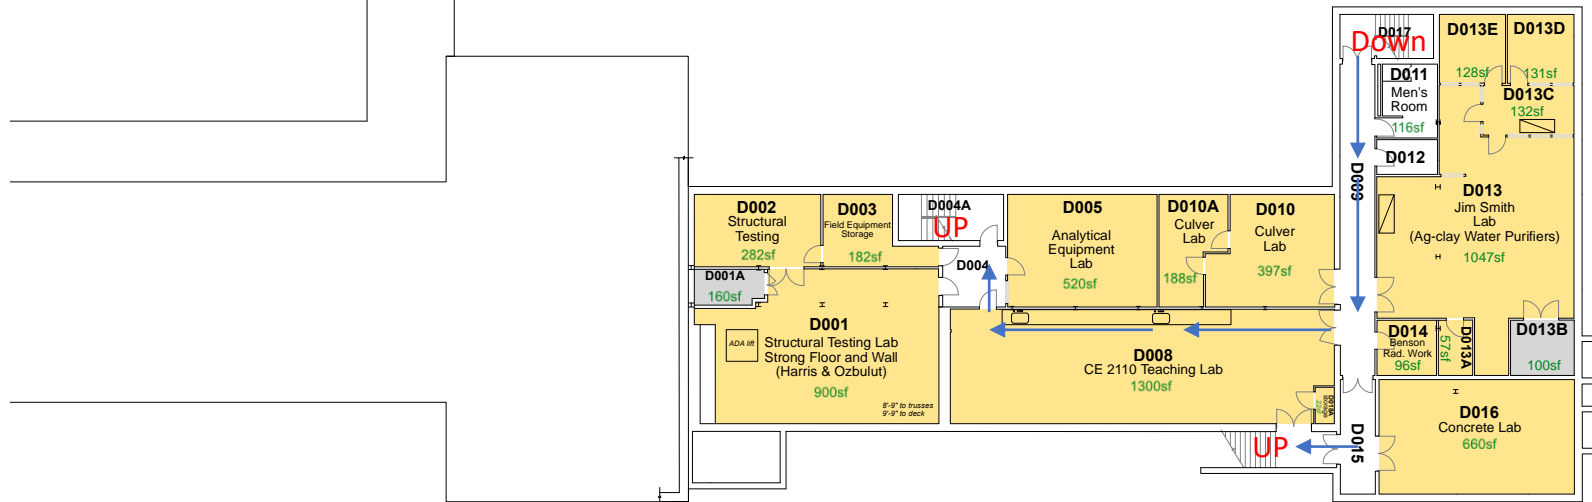 D017
Down
D013E
128sf
D013D
131sf
D011
Men's
Room
116sf
D013C
132sf
D012
D009
D013
Jim Smith
Lab
(Ag-clay Water Purifiers)
1047sf
D002
Structural
Testing
282sf
D003
Field Equipment
Storage
182sf
D004A
UP
D004
D005
Analytical
Equipment
Lab
520sf
D010A
Culver
Lab
188sf
D010
Culver
Lab
397sf
D001A
160sf
D001
Structural Testing Lab
Strong Floor and Wall
(Harris & Ozbulut)
900sf
ADA lift
8'-9" to trusses
9'-9" to deck
D008
CE 2110 Teaching Lab
1300sf
D014
Benson
Rad. Work
96sf
D013A
57sf
D013B
100sf
storage
UP
D015
D016
Concrete Lab
660sf